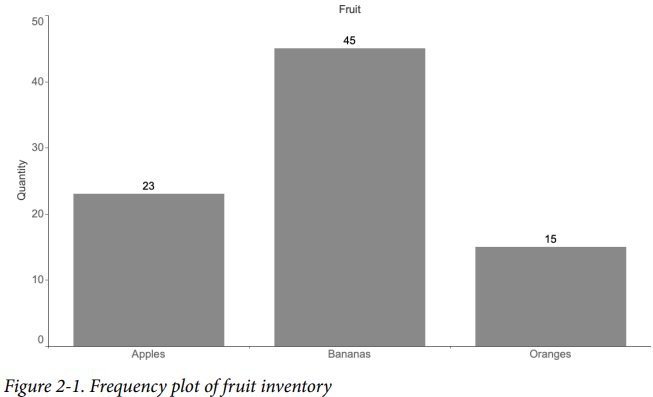 Fruit
50
40
30
20
10
0
Quantity
23
45
15
Apples
Bananas
Oranges
Figure 2-1. Frequency plot of fruit inventory